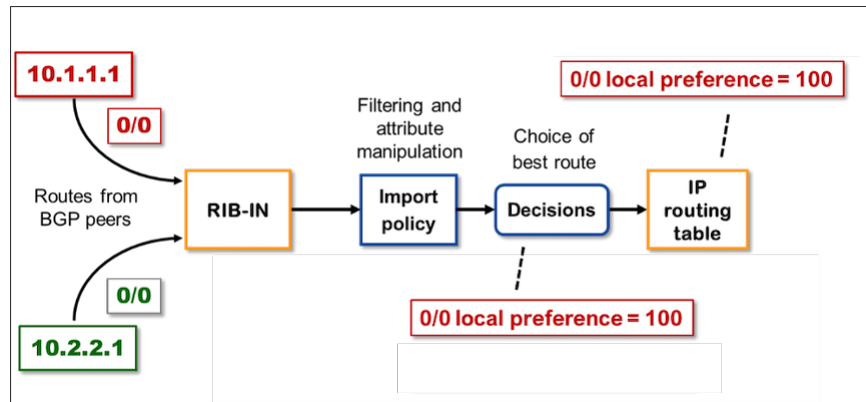 10.1.1.1
0/0
Routes from
BGP peers
0/0
10.2.2.1
RIB-IN
Filtering and
attribute
manipulation
Import
policy
Choice of
best route
Decisions
0/0 local preference = 100
0/0 local preference = 100
IP
routing
table